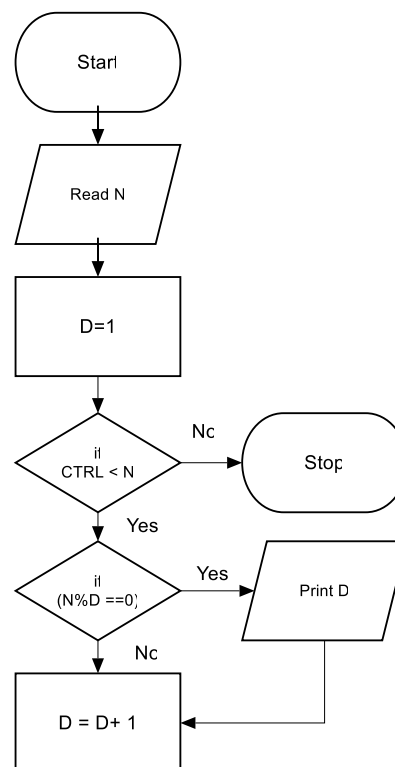 Start
Read N
D=1
if
CTRL < N
No
Stop
Yes
if
(N%D ==0)
Yes
Print D
No
D = D+ 1